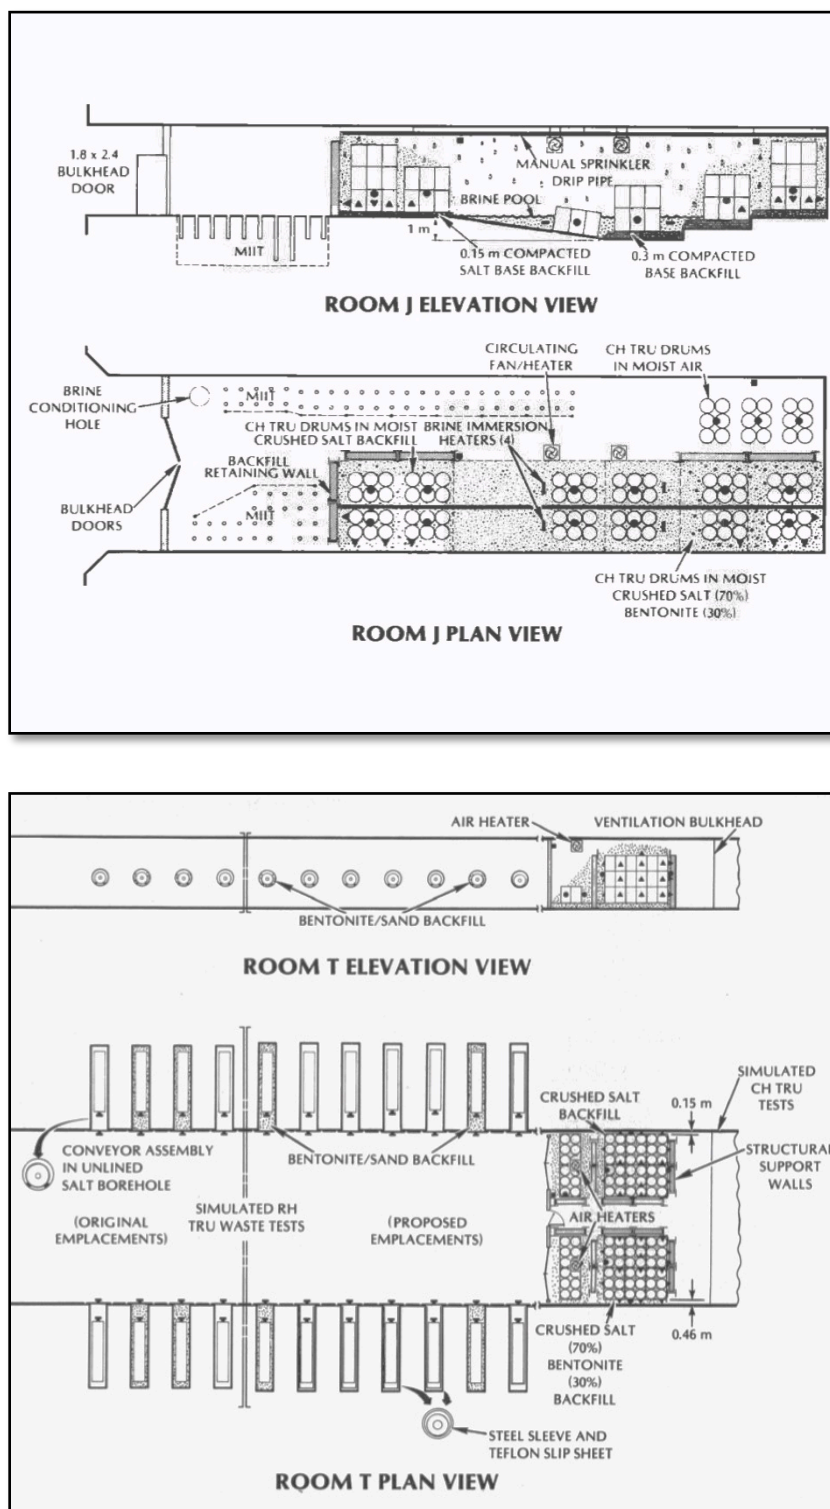 1.8 x 2.4
BULKHEAD
DOOR
MANUAL SPRINKLER
DRIP PIPE
BRINE POOL
MIIT
1 m
0.15 m COMPACTED
SALT BASE BACKFILL
0.3 m COMPACTED
BASE BACKFILL
ROOM J ELEVATION VIEW
CIRCULATING
FAN/HEATER
CH TRU DRUMS
IN MOIST AIR
BRINE
CONDITIONING
HOLE
MIIT
CH TRU DRUMS IN MOIST
CRUSHED SALT BACKFILL
BRINE IMMERSION
HEATERS (4)
BACKFILL
RETAINING WALL
BULKHEAD
DOORS
MIIT
CH TRU DRUMS IN MOIST
CRUSHED SALT (70%)
BENTONITE (30%)
ROOM J PLAN VIEW
AIR HEATER
VENTILATION BULKHEAD
BENTONITE/SAND BACKFILL
ROOM T ELEVATION VIEW
SIMULATED
CH TRU
TESTS
CRUSHED SALT
BACKFILL
0.15 m
CONVEYOR ASSEMBLY
IN UNLINED
SALT BOREHOLE
BENTONITE/SAND BACKFILL
STRUCTURAL
SUPPORT
WALLS
(ORIGINAL
EMPLACEMENTS)
SIMULATED RH
TRU WASTE TESTS
(PROPOSED
EMPLACEMENTS)
AIR HEATERS
CRUSHED SALT
(70%)
BENTONITE
(30%)
BACKFILL
0.46 m
STEEL SLEEVE AND
TEFLON SLIP SHEET
ROOM T PLAN VIEW